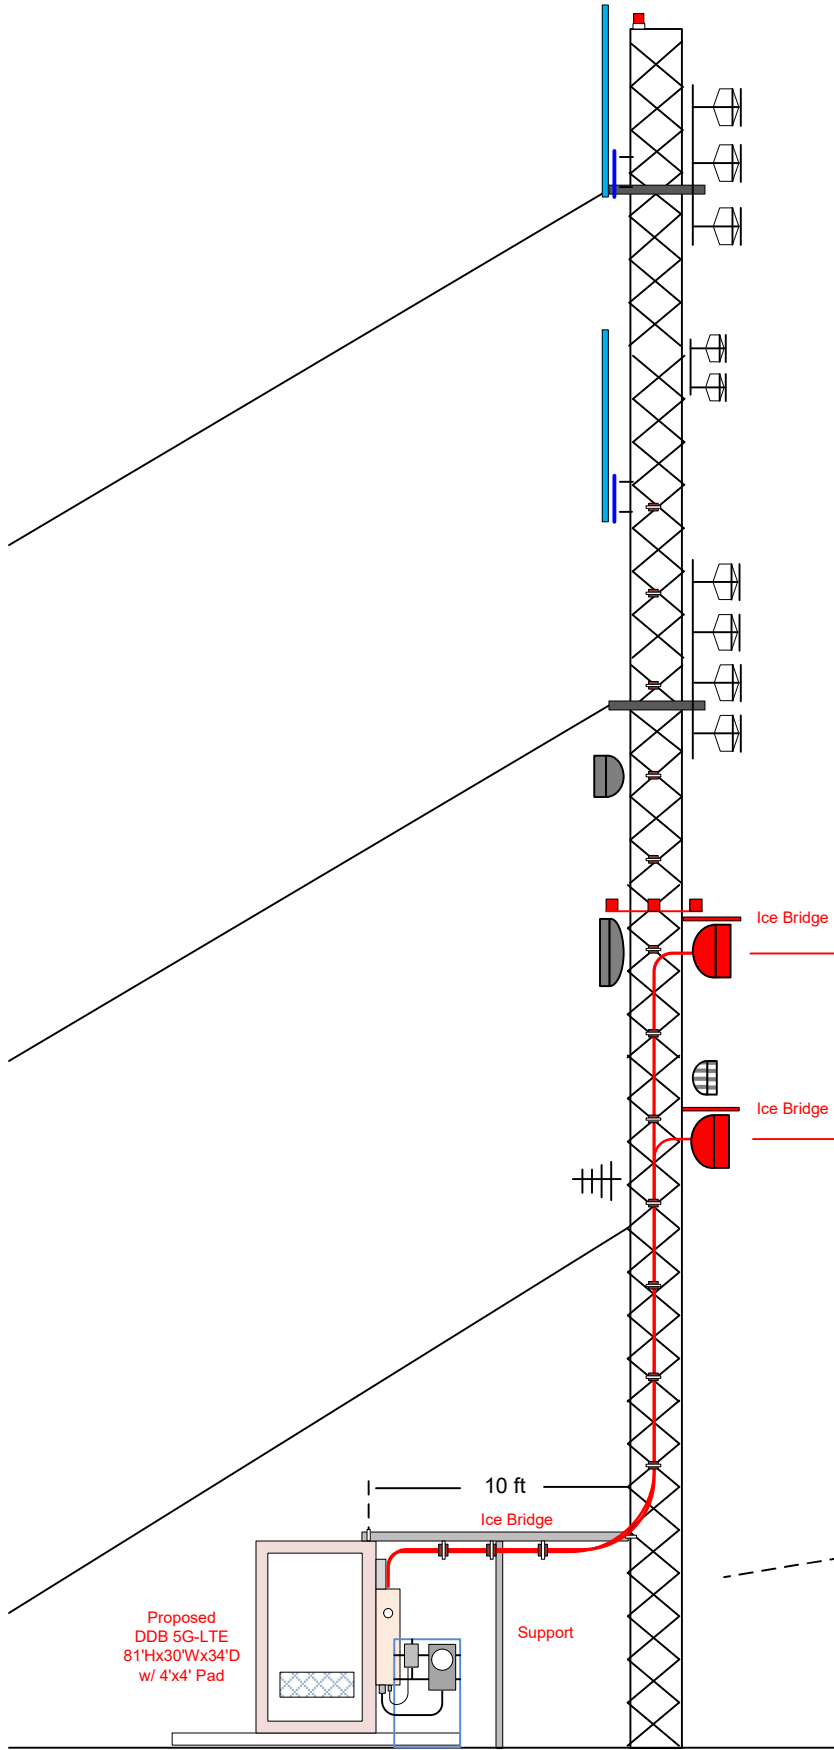 Ice Bridge
Ice Bridge
10 ft
Ice Bridge
Proposed
DDB 5G-LTE
81'Hx30'Wx34'D
w/ 4'x4' Pad
Support